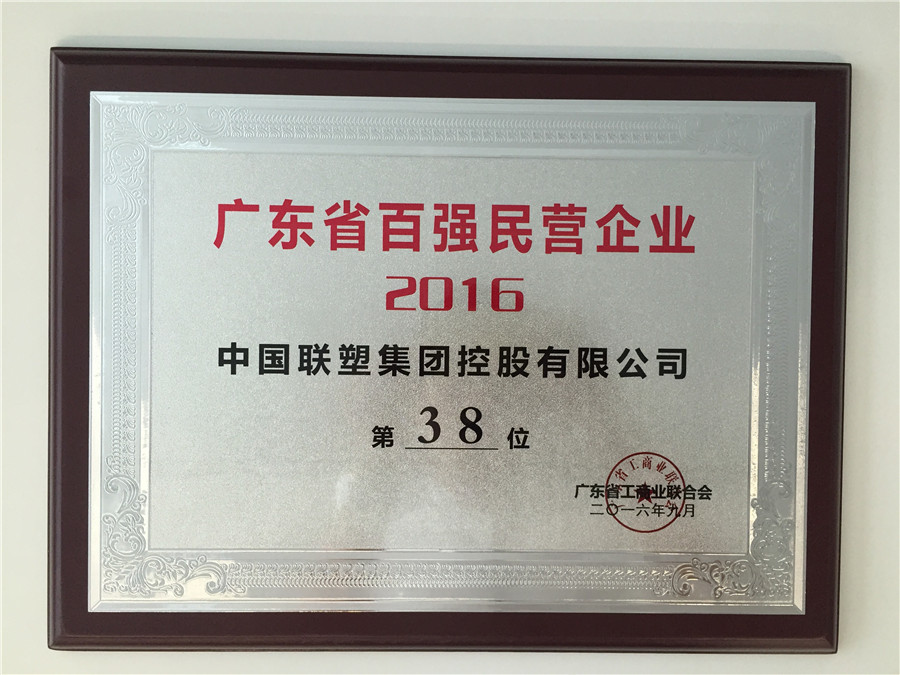 广东省百强民营企业
2016
中国联塑集团控股有限公司
第 38 位
广东省工商业联合会
二〇一六年九月